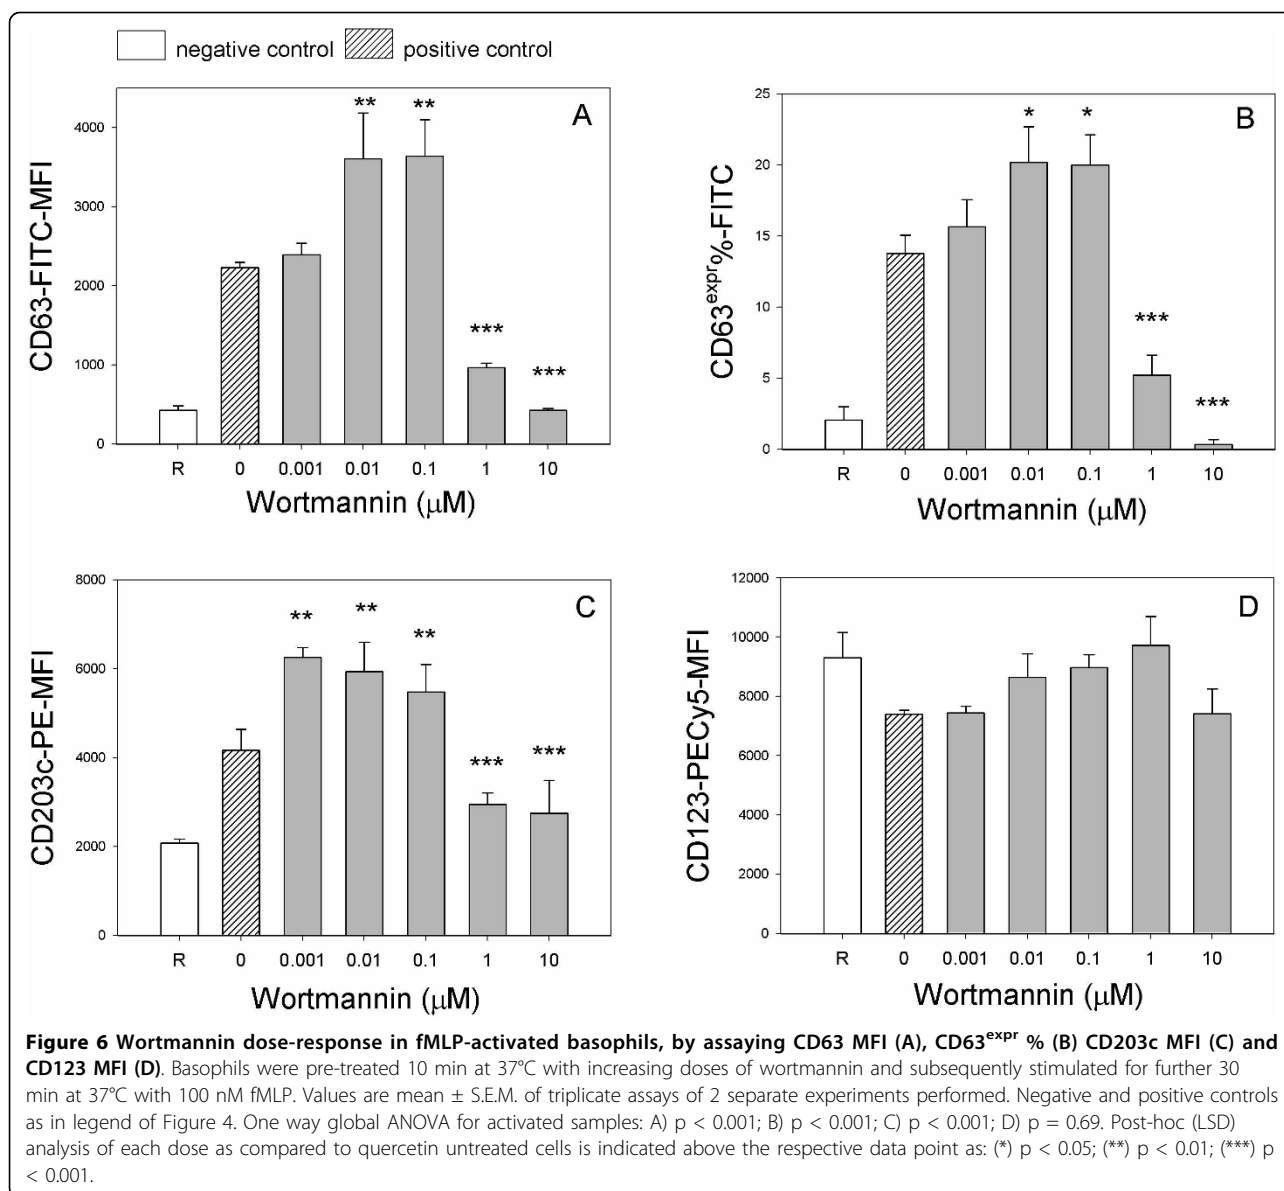 negative control positive control
A
CD63-FITC-MFI
4000
3000
2000
1000
0
** ** *** ***
R 0 0.001 0.01 0.1 1 10
Wortmannin (μM)
B
CD63expr%-FITC
25
20
15
10
5
0
* * *** ***
R 0 0.001 0.01 0.1 1 10
Wortmannin (μM)
C
CD203c-PE-MFI
8000
6000
4000
2000
0
** ** ** *** ***
R 0 0.001 0.01 0.1 1 10
Wortmannin (μM)
D
CD123-PECy5-MFI
12000
10000
8000
6000
4000
2000
0
R 0 0.001 0.01 0.1 1 10
Wortmannin (μM)
Figure 6 Wortmannin dose-response in fMLP-activated basophils, by assaying CD63 MFI (A), CD63expr % (B) CD203c MFI (C) and
CD123 MFI (D). Basophils were pre-treated 10 min at 37°C with increasing doses of wortmannin and subsequently stimulated for further 30
min at 37°C with 100 nM fMLP. Values are mean ± S.E.M. of triplicate assays of 2 separate experiments performed. Negative and positive controls
as in legend of Figure 4. One way global ANOVA for activated samples: A) p < 0.001; B) p < 0.001; C) p < 0.001; D) p = 0.69. Post-hoc (LSD)
analysis of each dose as compared to quercetin untreated cells is indicated above the respective data point as: (*) p < 0.05; (**) p < 0.01; (***) p
< 0.001.